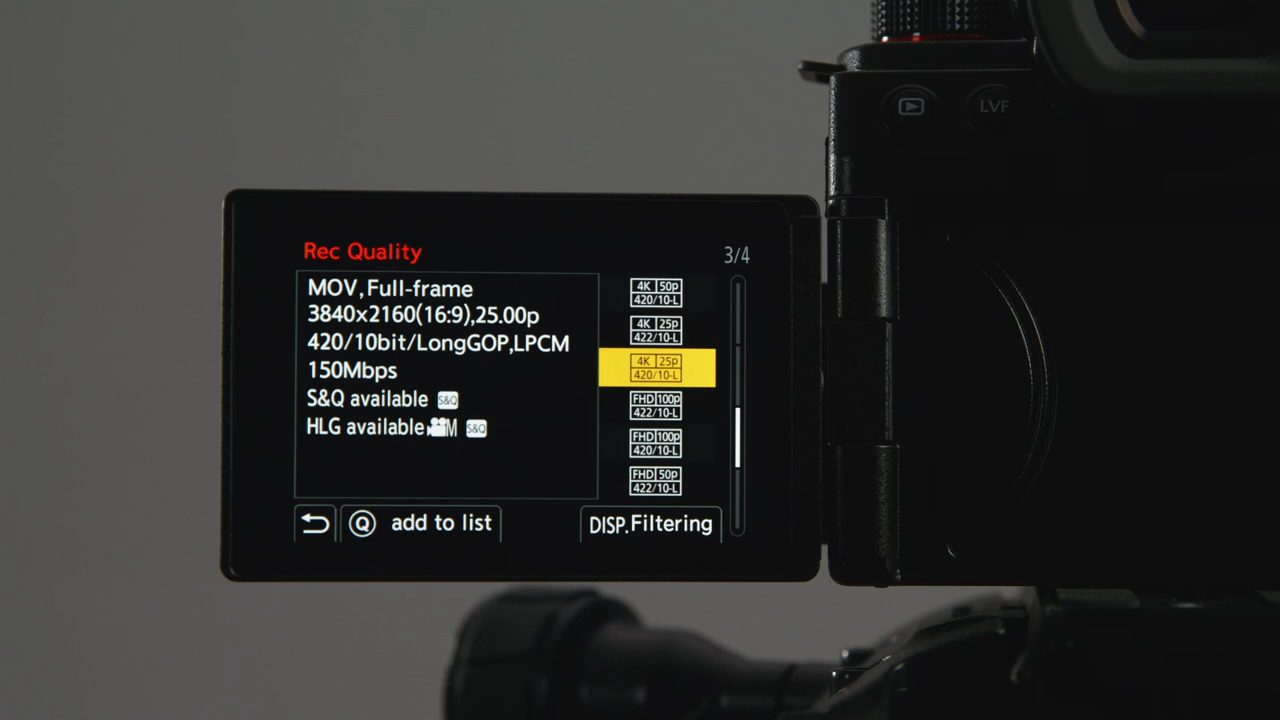 LVF
Rec Quality
3/4
MOV,Full-frame
3840x2160(16:9),25.00p
420/10bit/LongGOP,LPCM
150Mbps
S&Q available S&Q
HLG available M S&Q
4K 50p
420/10-L
4K 25p
422/10-L
4K 25p
420/10-L
FHD 100p
422/10-L
FHD 100p
420/10-L
FHD 50p
422/10-L
Q add to list
DISP.Filtering